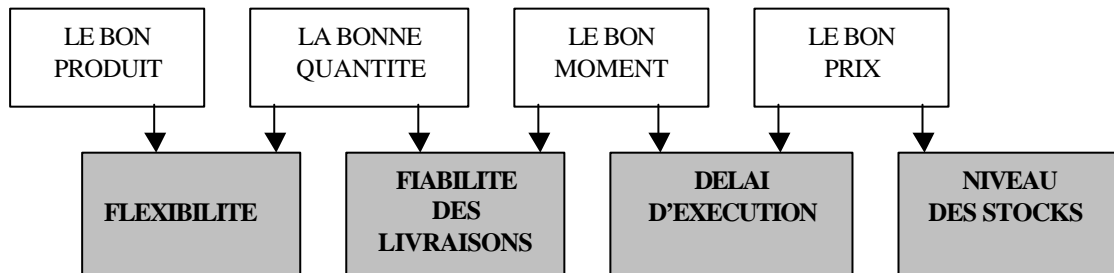 LE BON
PRODUIT
LA BONNE
QUANTITE
LE BON
MOMENT
LE BON
PRIX
FLEXIBILITE
FIABILITE
DES
LIVRAISONS
DELAI
D'EXECUTION
NIVEAU
DES STOCKS